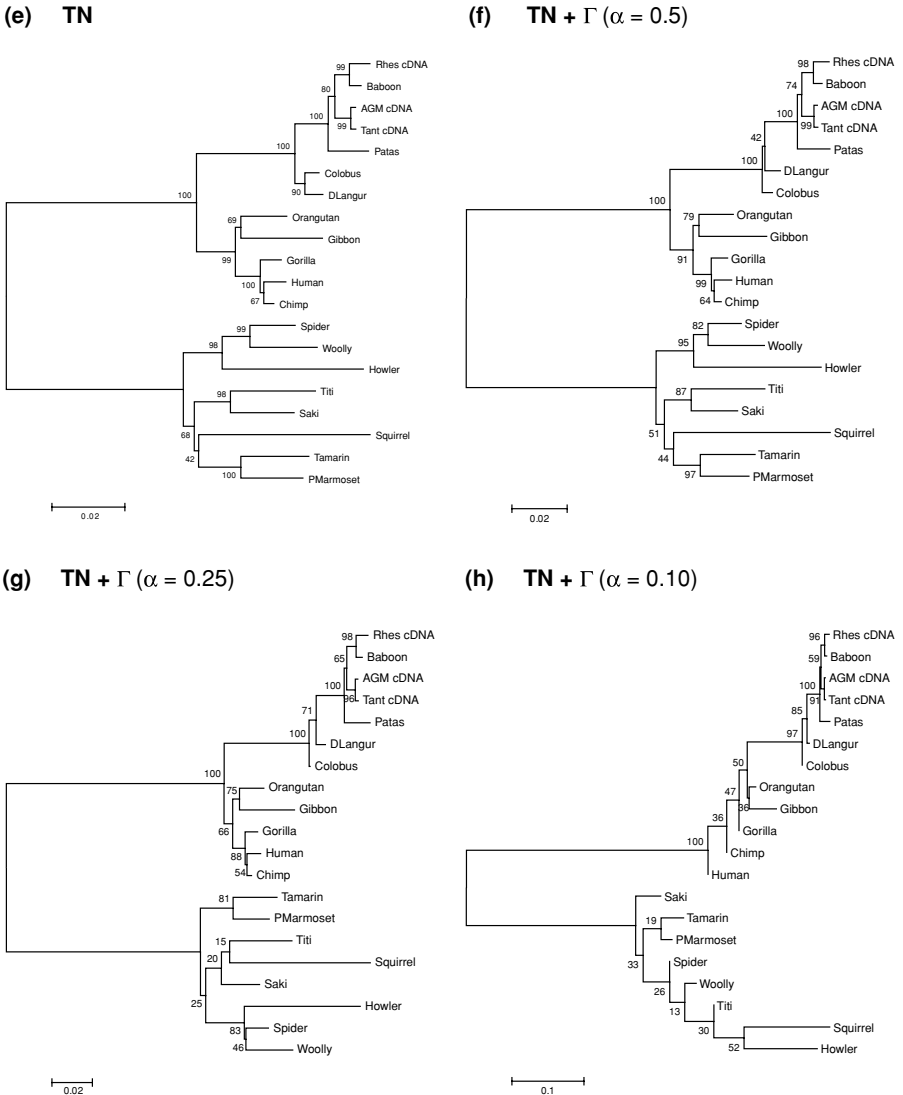 (e) TN
99
Rhes cDNA
Baboon
80
AGM cDNA
99
Tant cDNA
100
Patas
100
Colobus
90
DLangur
100
69
Orangutan
Gibbon
99
Gorilla
100
Human
67
Chimp
99
Spider
Woolly
98
Howler
98
Titi
Saki
68
Squirrel
42
Tamarin
100
PMarmoset
0.02
(f) TN + Γ (α = 0.5)
98
Rhes cDNA
Baboon
74
AGM cDNA
99
Tant cDNA
100
Patas
42
DLangur
100
Colobus
100
79
Orangutan
Gibbon
91
Gorilla
99
Human
64
Chimp
82
Spider
Woolly
95
Howler
87
Titi
Saki
51
Squirrel
44
Tamarin
97
PMarmoset
0.02
(g) TN + Γ (α = 0.25)
98
Rhes cDNA
Baboon
65
AGM cDNA
96
Tant cDNA
100
Patas
71
DLangur
100
Colobus
100
75
Orangutan
Gibbon
66
Gorilla
88
Human
54
Chimp
81
Tamarin
PMarmoset
15
Titi
Squirrel
20
Saki
25
Howler
83
Spider
46
Woolly
0.02
(h) TN + Γ (α = 0.10)
96
Rhes cDNA
Baboon
59
AGM cDNA
91
Tant cDNA
100
Patas
85
DLangur
97
Colobus
50
Orangutan
36
Gibbon
47
Gorilla
36
Chimp
100
Human
Saki
19
Tamarin
PMarmoset
33
Spider
26
Woolly
13
Titi
30
Squirrel
52
Howler
0.1